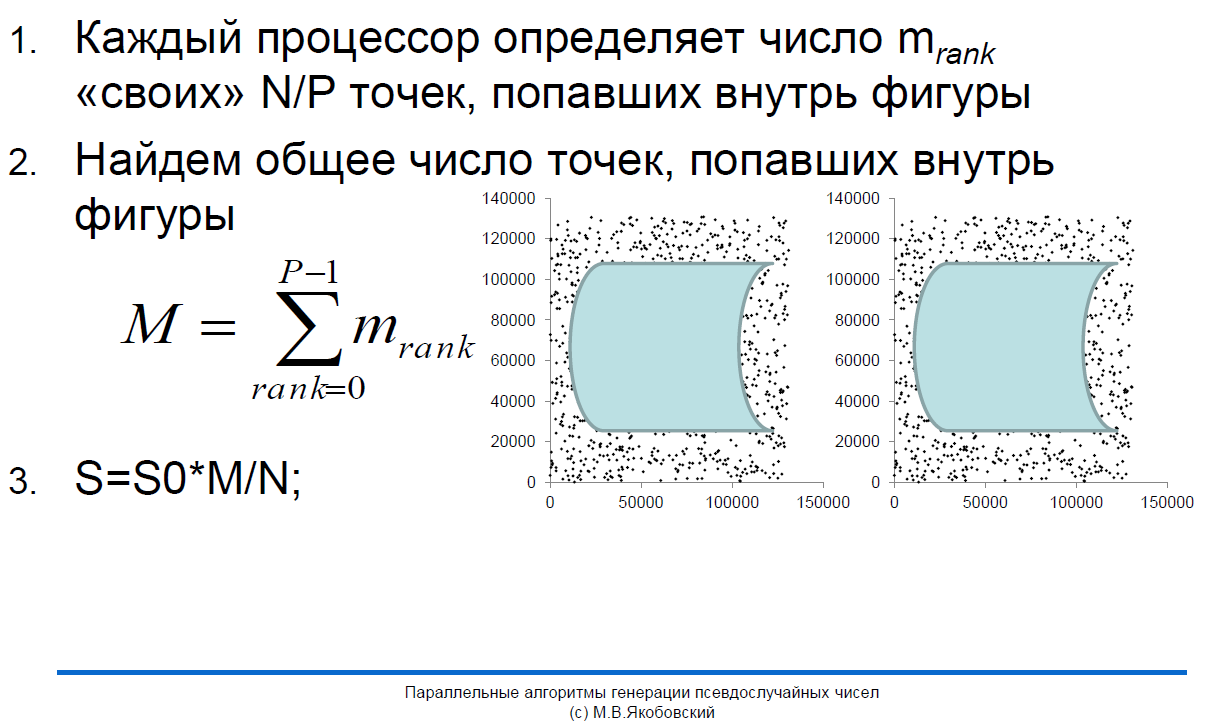 1. Каждый процессор определяет число m_rank
«своих» N/P точек, попавших внутрь фигуры
2. Найдем общее число точек, попавших внутрь
фигуры
M = \sum_{rank=0}^{P-1} m_{rank}
3. S=S0*M/N;
140000
120000
100000
80000
60000
40000
20000
0
0 50000 100000 150000
140000
120000
100000
80000
60000
40000
20000
0
0 50000 100000 150000
Параллельные алгоритмы генерации псевдослучайных чисел
(c) М.В.Якобовский